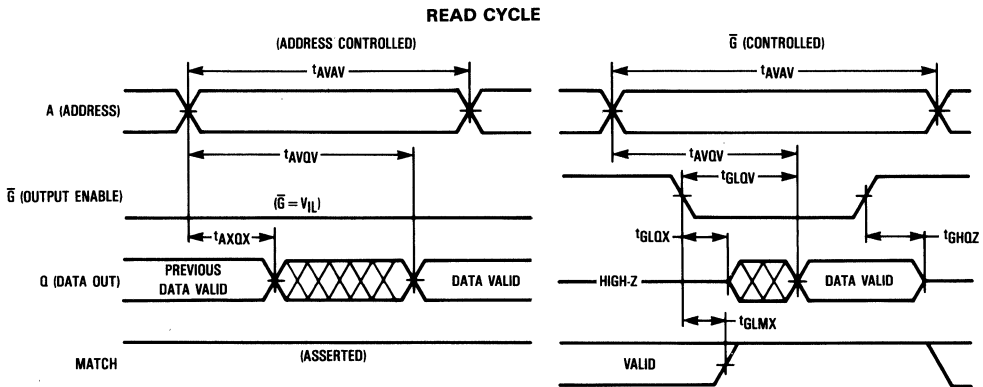 READ CYCLE
(ADDRESS CONTROLLED)
G̅ (CONTROLLED)
tAVAV
tAVAV
A (ADDRESS)
tAVQV
tAVQV
tGLQV
G̅ (OUTPUT ENABLE)
(G̅ = VIL)
tAXQX
tGLQX
tGHQZ
Q (DATA OUT)
PREVIOUS
DATA VALID
DATA VALID
HIGH-Z
DATA VALID
tGLMX
MATCH
(ASSERTED)
VALID